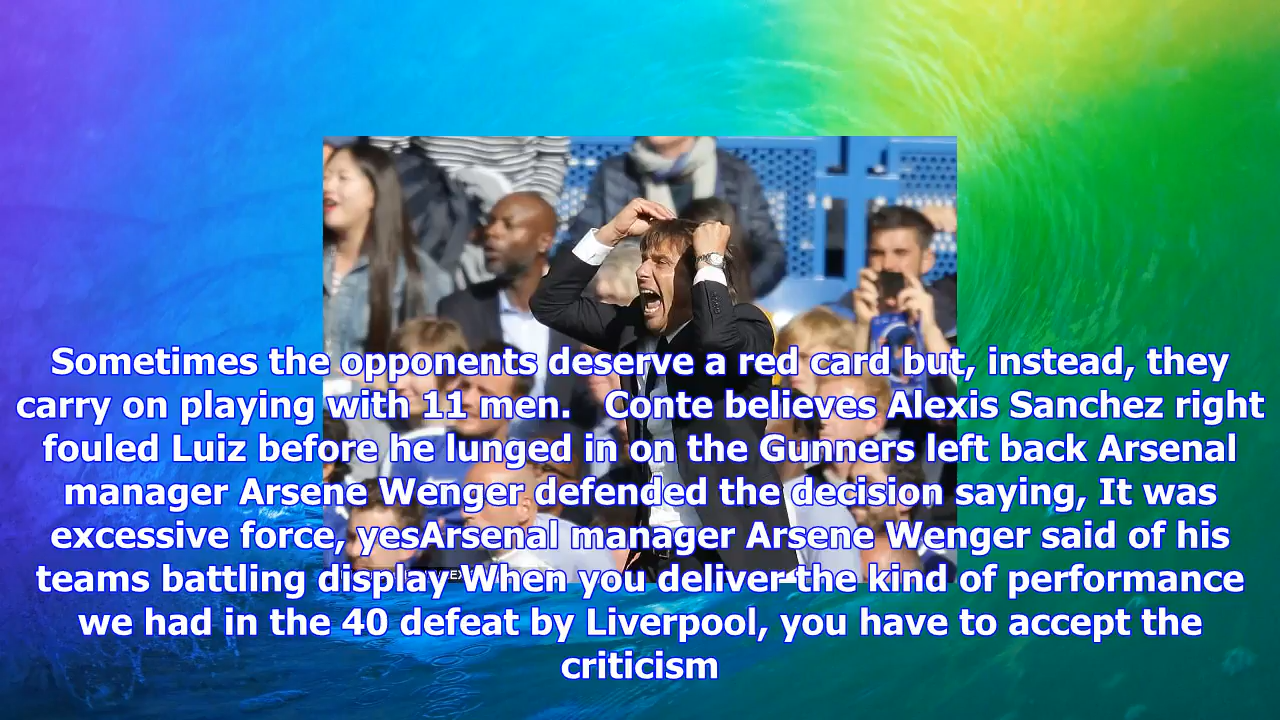 Sometimes the opponents deserve a red card but, instead, they
carry on playing with 11 men.   Conte believes Alexis Sanchez right
fouled Luiz before he lunged in on the Gunners left back Arsenal
manager Arsene Wenger defended the decision saying, It was
excessive force, yesArsenal manager Arsene Wenger said of his
teams battling display When you deliver the kind of performance
we had in the 40 defeat by Liverpool, you have to accept the
criticism